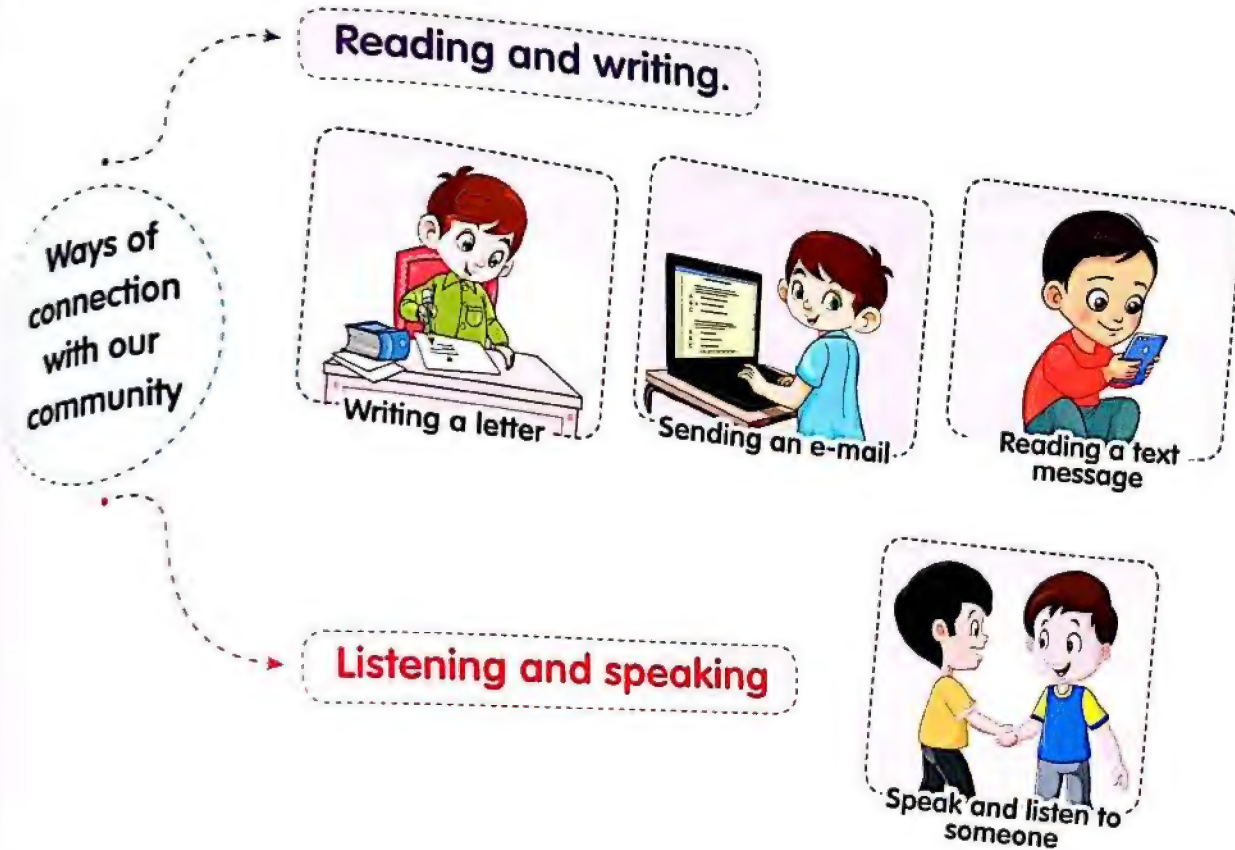 Reading and writing.
Ways of
connection
with our
community
Writing a letter
Sending an e-mail
Reading a text
message
Listening and speaking
Speak and listen to
someone